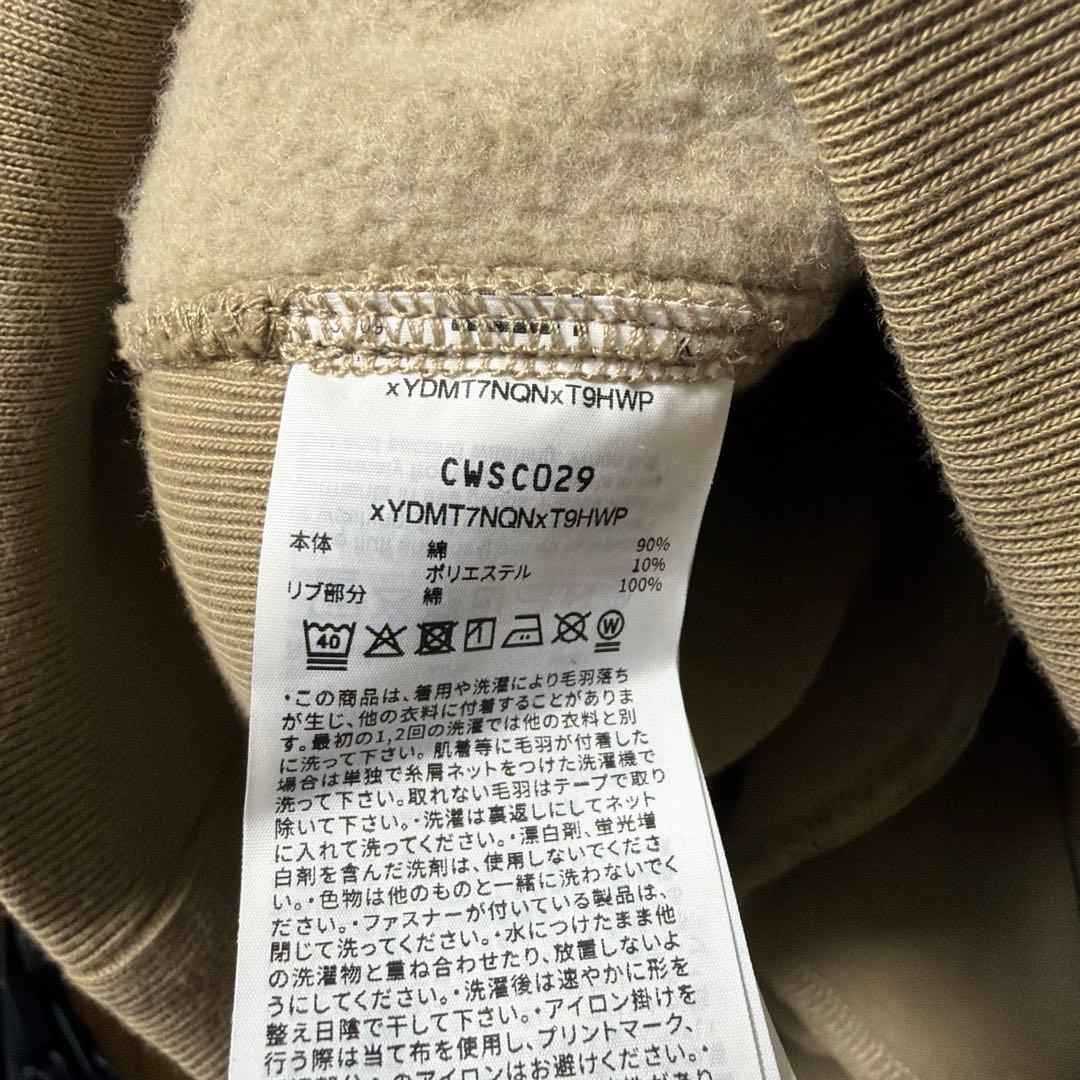 xYDMT7NQNxT9HWP
CWSC029
xYDMT7NQNxT9HWP
本体 綿 90%
ポリエステル 10%
リブ部分 綿 100%
40 W
・この商品は、着用や洗濯により毛羽落ち
が生じ、他の衣料に付着することがありま
す。最初の1,2回の洗濯では他の衣料と別
に洗って下さい。肌着等に毛羽が付着した
場合は単独で糸屑ネットをつけた洗濯機で
洗って下さい。取れない毛羽はテープで取り
除いて下さい。・洗濯は裏返しにしてネット
に入れて洗ってください。・漂白剤、蛍光増
白剤を含んだ洗剤は、使用しないでくださ
い。・色物は他のものと一緒に洗わないでく
ださい。・ファスナーが付いている製品は、
閉じて洗ってください。・水につけたまま他
の洗濯物と重ね合わせたり、放置しないよ
うにしてください。・洗濯後は速やかに形を
整え日陰で干して下さい。・アイロン掛けを
行う際は当て布を使用し、プリントマーク、
のアイロンはお避けください。・